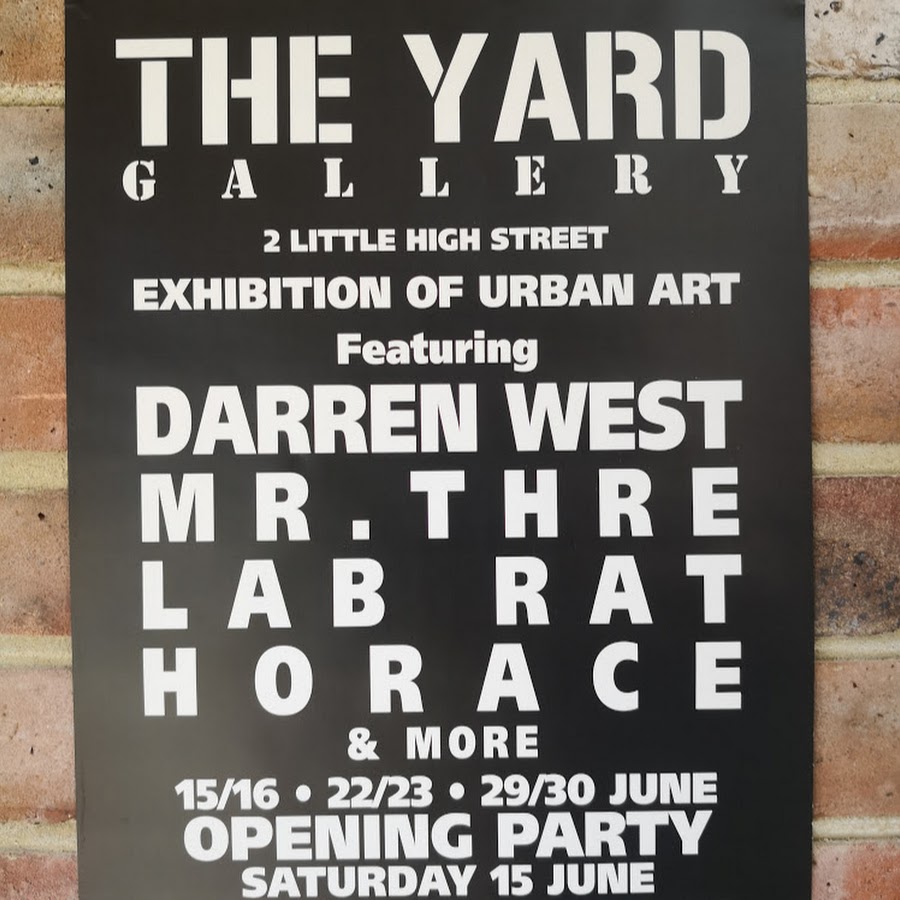 THE YARD
GALLERY
2 LITTLE HIGH STREET
EXHIBITION OF URBAN ART
Featuring
DARREN WEST
MR.THRE
LAB RAT
HORACE
& MORE
15/16 • 22/23 • 29/30 JUNE
OPENING PARTY
SATURDAY 15 JUNE